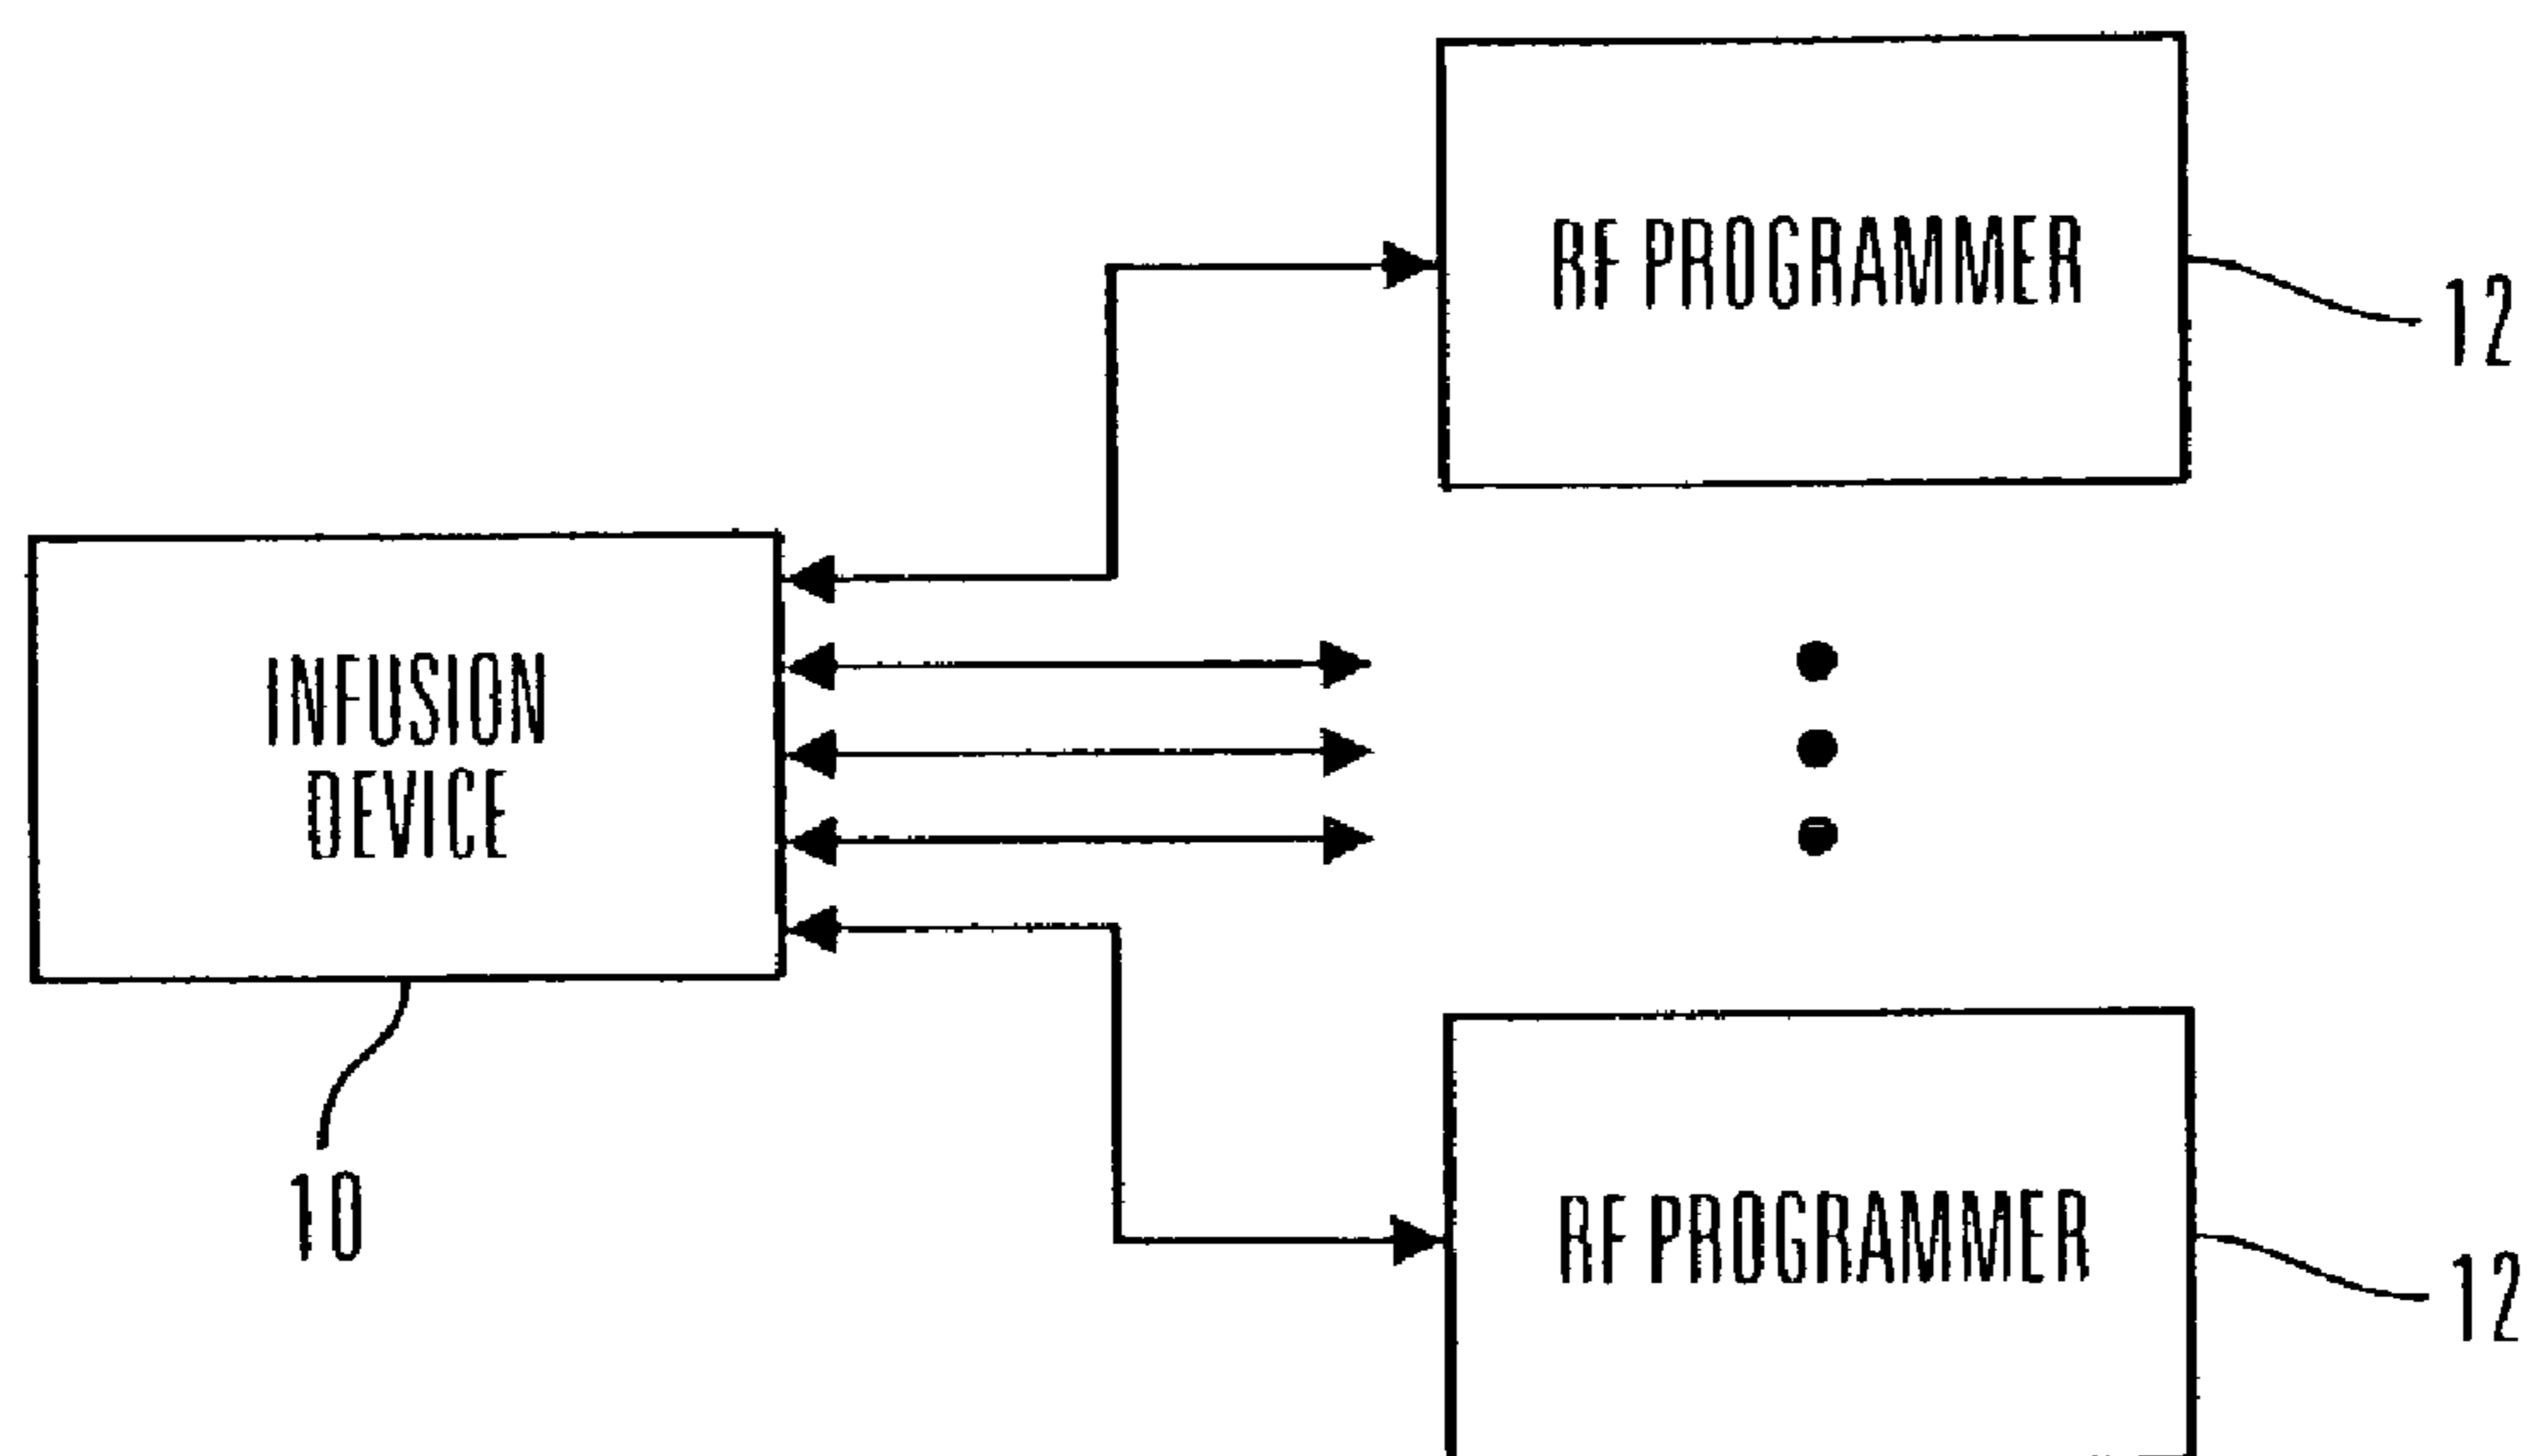 RF PROGRAMMER
12
INFUSION
DEVICE
10
RF PROGRAMMER
12